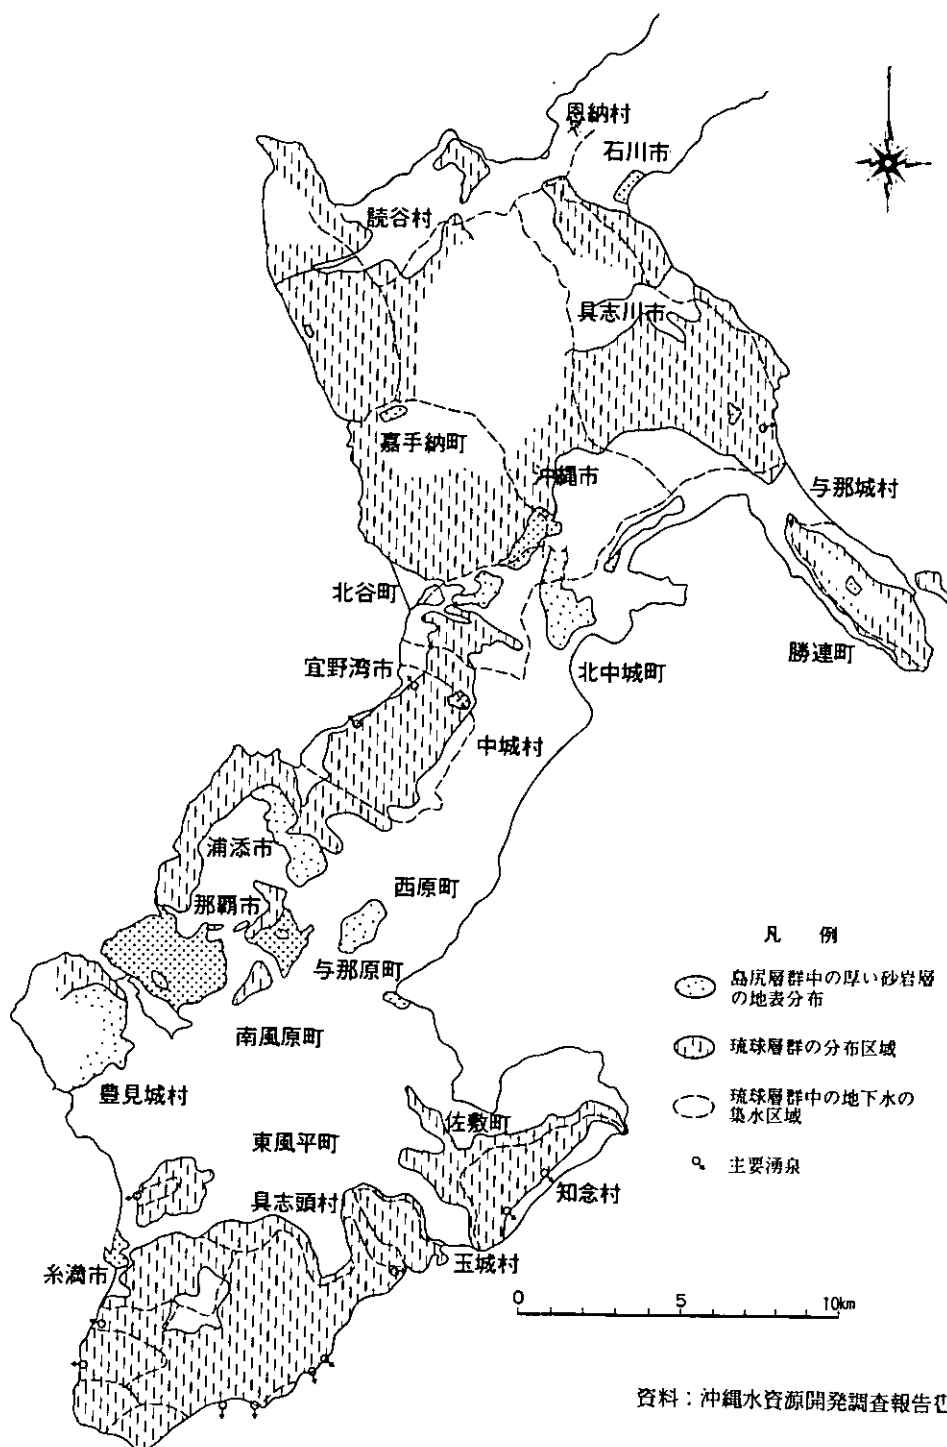 恩納村
石川市
読谷村
具志川市
嘉手納町
沖縄市
与那城村
北谷町
宜野湾市
北中城町
勝連町
中城村
浦添市
西原町
那覇市
与那原町
南風原町
豊見城村
佐敷町
東風平町
知念村
具志頭村
玉城村
糸満市
凡 例
島尻層群中の厚い砂岩層
の地表分布
琉球層群の分布区域
琉球層群中の地下水の
集水区域
主要湧泉
0 5 10km
資料：沖縄水資源開発調査報告